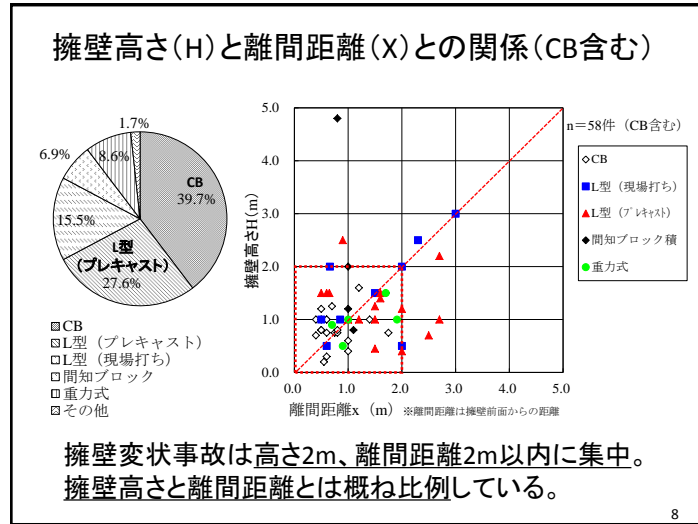 擁壁高さ(H)と離間距離(X)との関係(CB含む)
1.7%
8.6%
6.9%
15.5%
CB
39.7%
L型
(プレキャスト)
27.6%
CB
L型(プレキャスト)
L型(現場打ち)
間知ブロック
重力式
その他
5.0
4.0
3.0
2.0
1.0
0.0
擁壁高さH(m)
0.0 1.0 2.0 3.0 4.0 5.0
離間距離x (m) ※離間距離は擁壁前面からの距離
n=58件 (CB含む)
CB
L型(現場打ち)
L型(プレキャスト)
間知ブロック積
重力式
擁壁変状事故は高さ2m、離間距離2m以内に集中。
擁壁高さと離間距離とは概ね比例している。
8